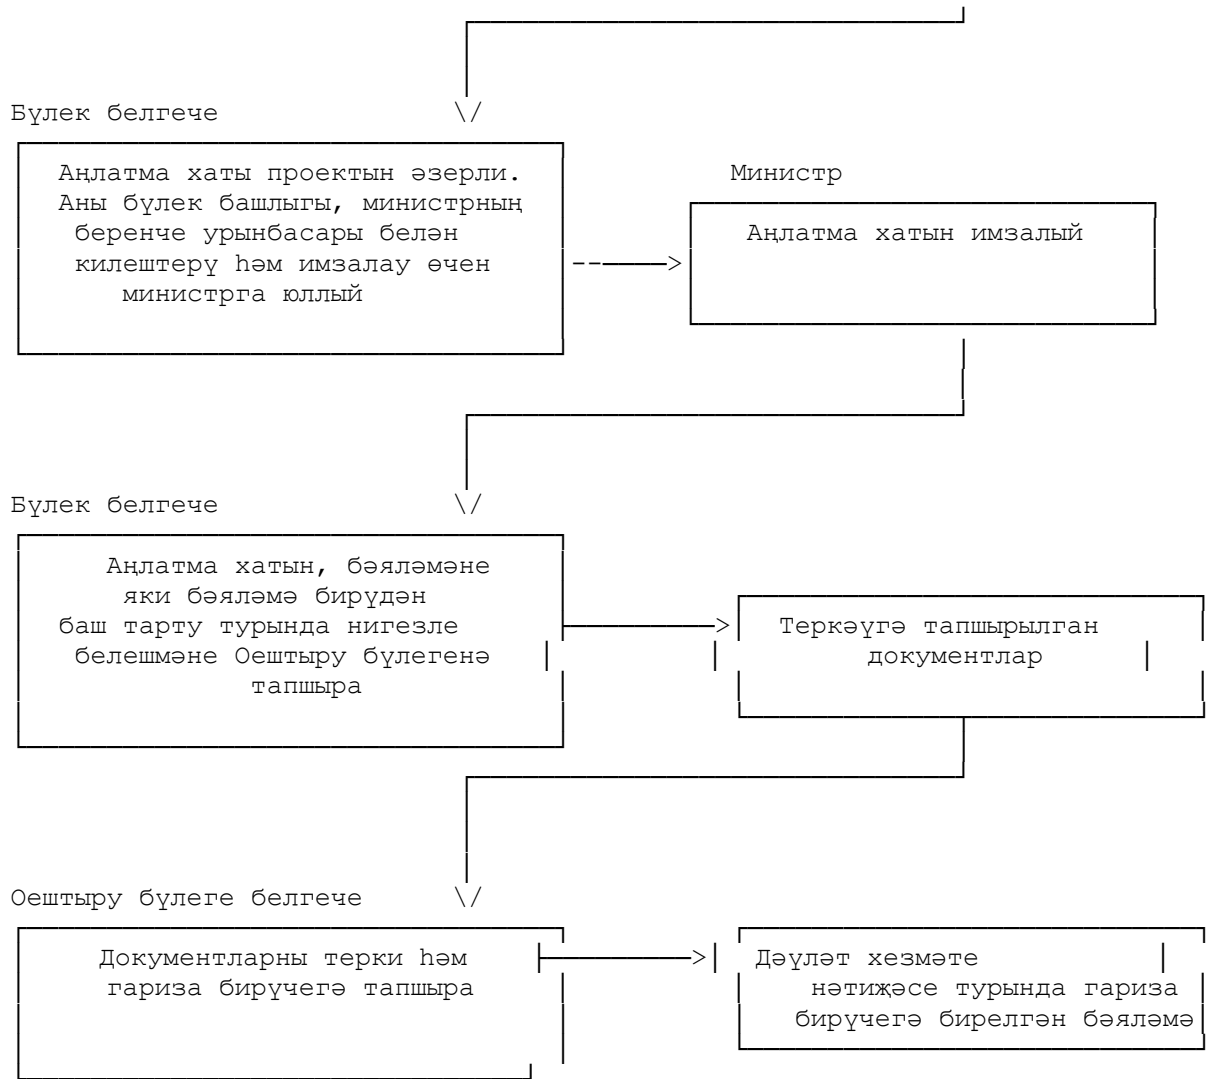 Бүлек белгече
Аңлатма хаты проектын әзерли.
Аны бүлек башлыгы, министрның
беренче урынбасары белән
килештерү һәм имзалау өчен
министрга юллый
Министр
Аңлатма хатын имзалый
Бүлек белгече
Аңлатма хатын, бәяләмәне
яки бәяләмә бирүдән
баш тарту турында нигезле
белешмәне Оештыру бүлегенә
тапшыра
Теркәүгә тапшырылган
документлар
Оештыру бүлеге белгече
Документларны терки һәм
гариза бирүчегә тапшыра
Дәүләт хезмәте
нәтиҗәсе турында гариза
бирүчегә бирелгән бәяләмә